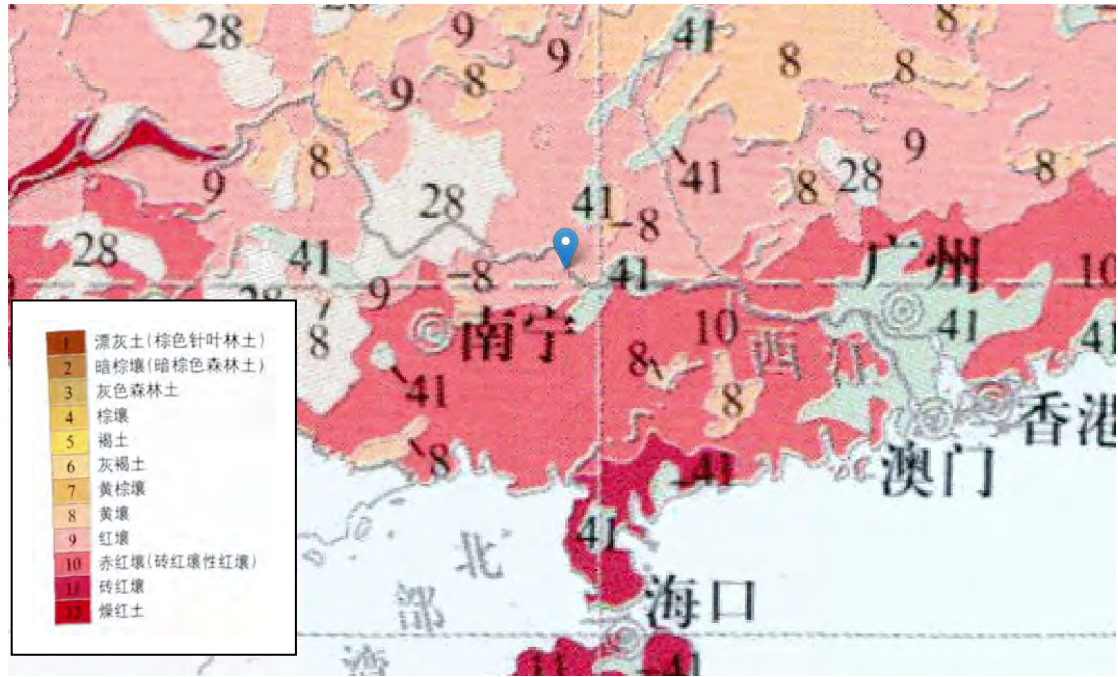 28
9
9
41
8
8
8
8
9
9
8
41
28
8
9
28
41
-8
28
41
-8
41
广州
10
9
28
8
南宁
10
8
西江
41
41
8
41
8
8
41
香港
澳门
41
北
部
湾
海口
11
-41
1 漂灰土(棕色针叶林土)
2 暗棕壤(暗棕色森林土)
3 灰色森林土
4 棕壤
5 褐土
6 灰褐土
7 黄棕壤
8 黄壤
9 红壤
10 赤红壤(砖红壤性红壤)
11 砖红壤
12 燥红土